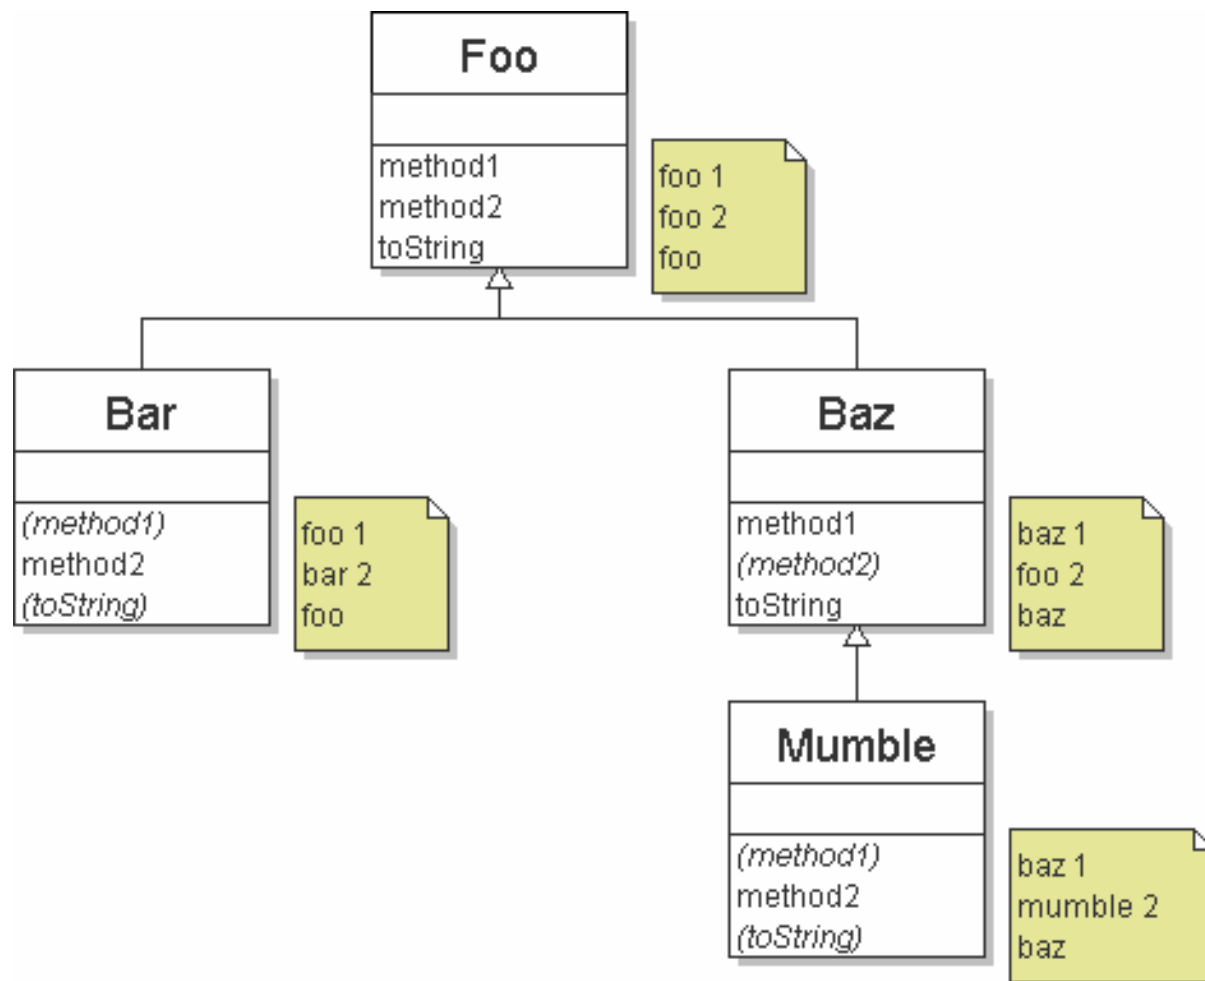 Foo
method1
method2
toString
foo 1
foo 2
foo
Bar
(method1)
method2
(toString)
foo 1
bar 2
foo
Baz
method1
(method2)
toString
baz 1
foo 2
baz
Mumble
(method1)
method2
(toString)
baz 1
mumble 2
baz